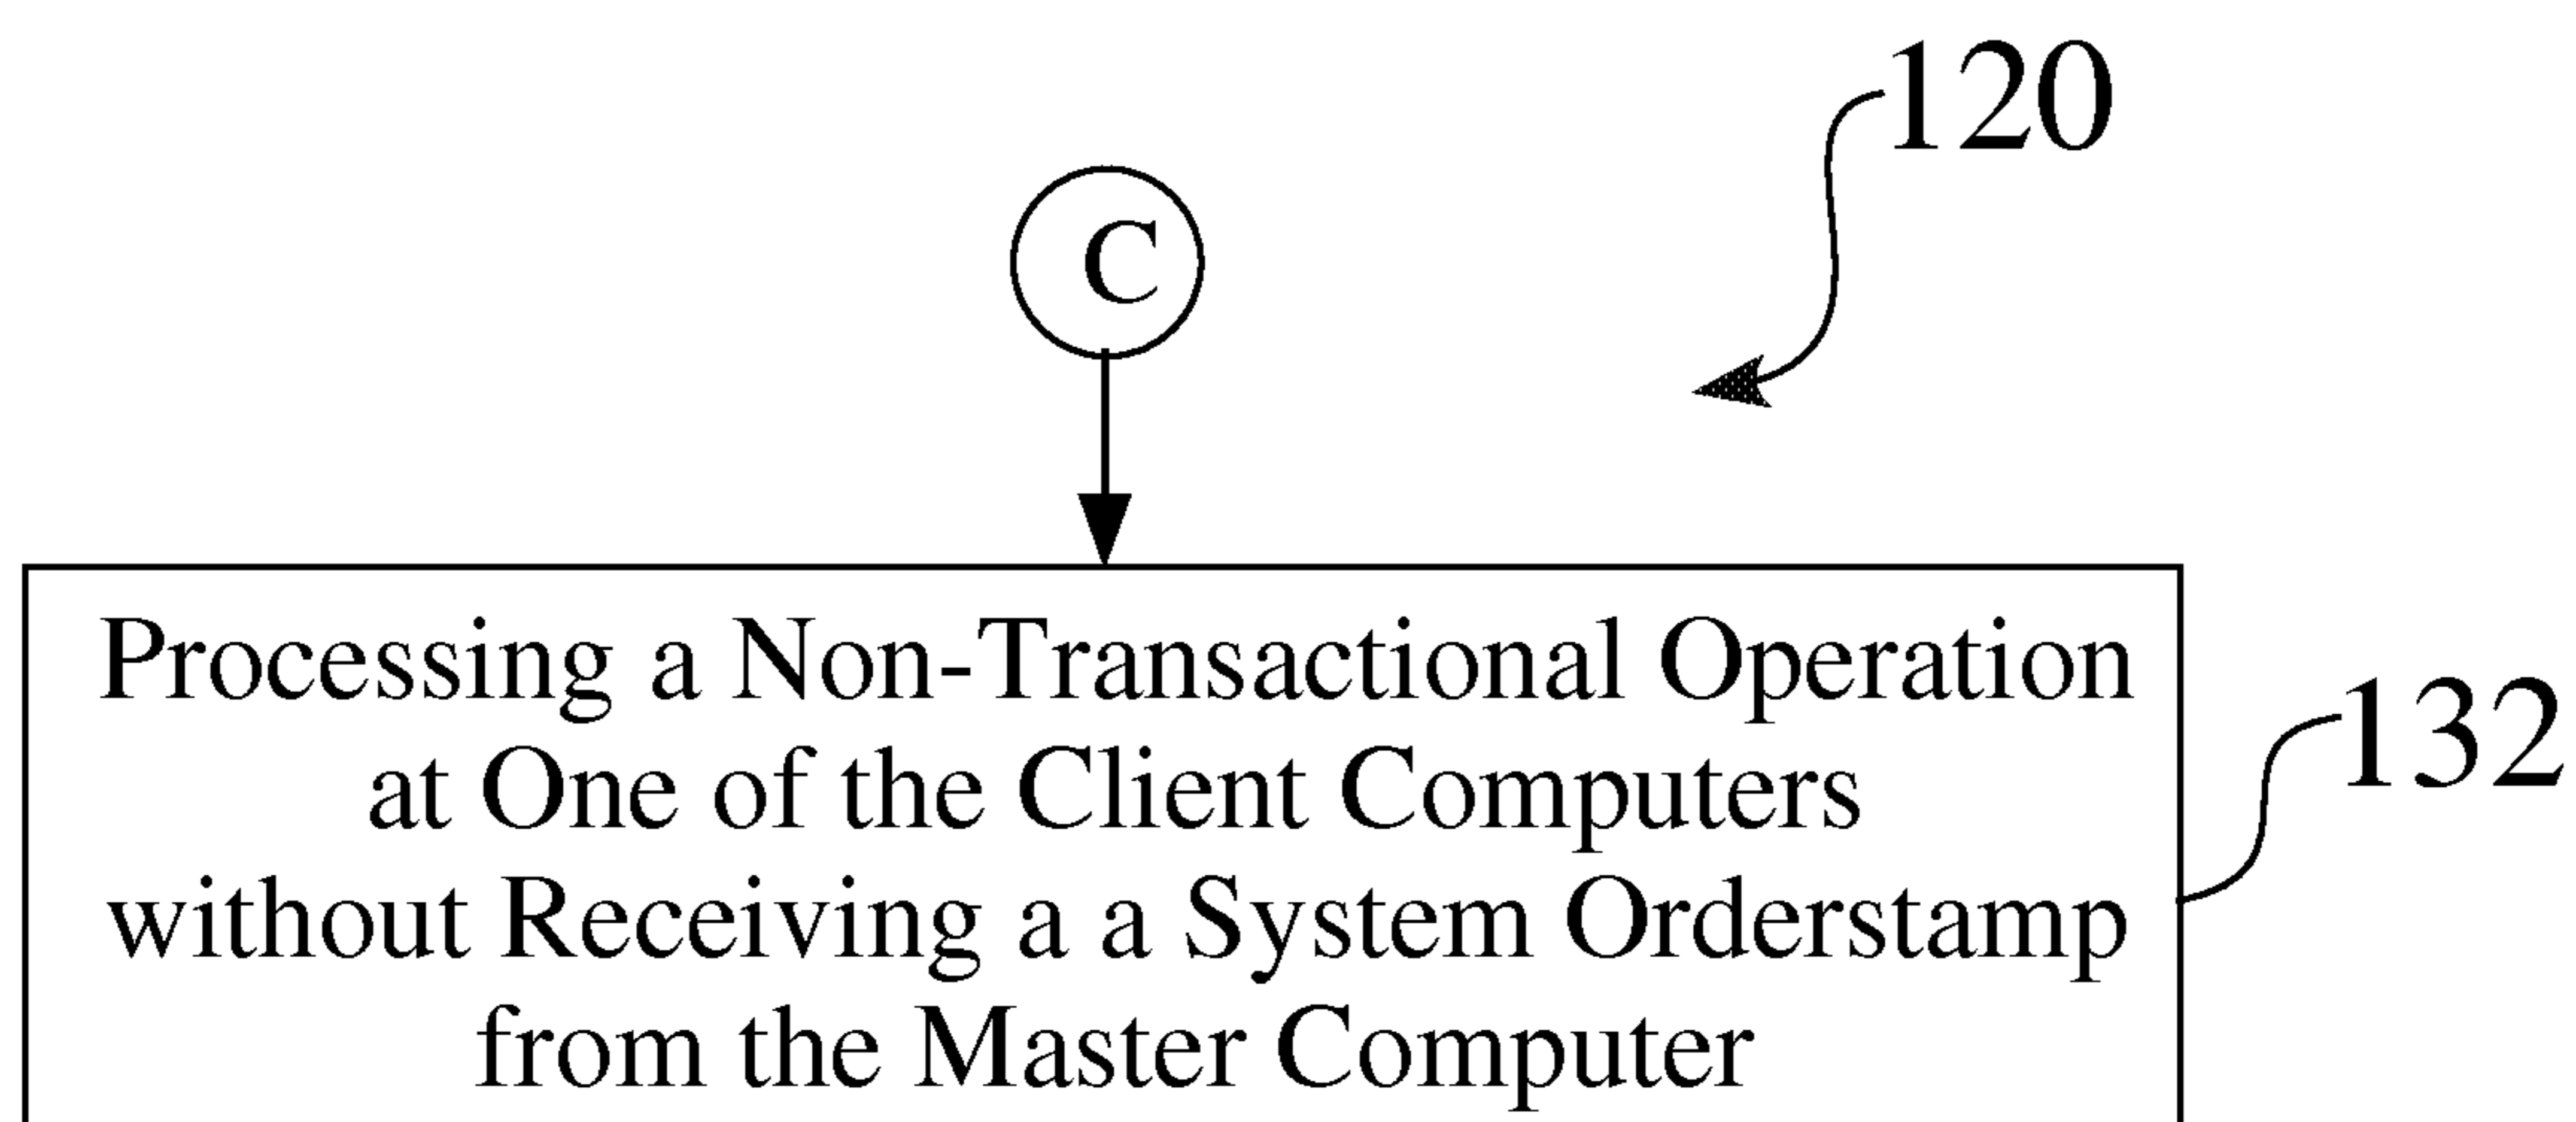 120
C
Processing a Non-Transactional Operation
at One of the Client Computers
without Receiving a a System Orderstamp
from the Master Computer
132